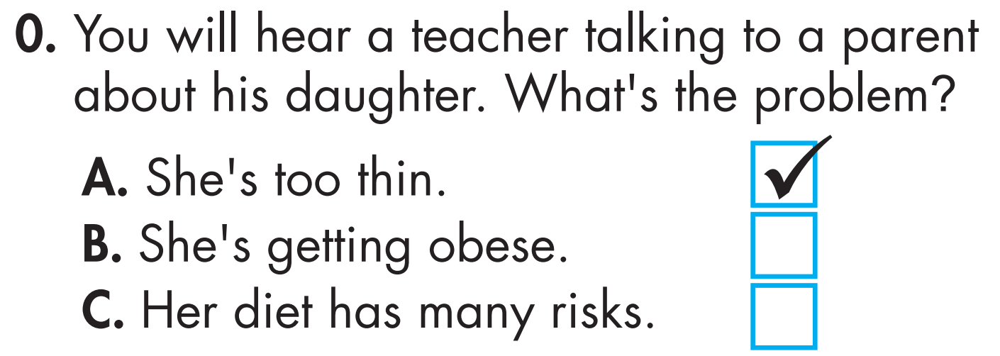 0. You will hear a teacher talking to a parent
about his daughter. What's the problem?
A. She's too thin.
B. She's getting obese.
C. Her diet has many risks.